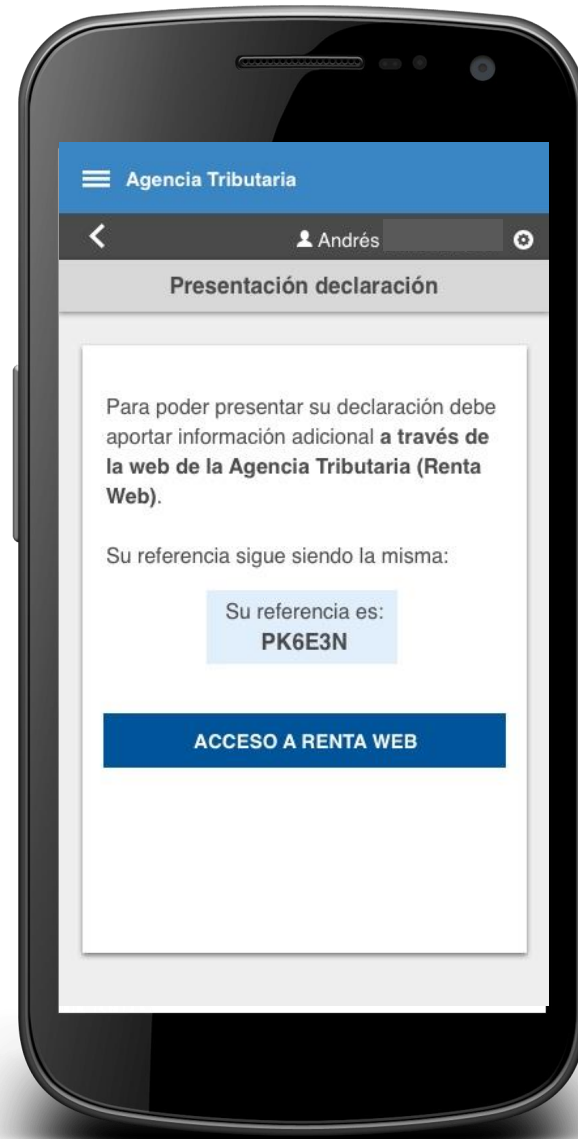 Agencia Tributaria
Andrés
Presentación declaración
Para poder presentar su declaración debe
aportar información adicional a través de
la web de la Agencia Tributaria (Renta
Web).
Su referencia sigue siendo la misma:
Su referencia es:
PK6E3N
ACCESO A RENTA WEB